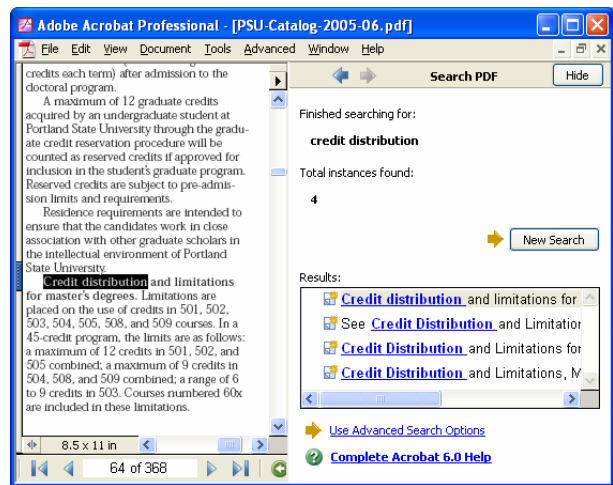 Adobe Acrobat Professional - [PSU-Catalog-2005-06.pdf]
File Edit View Document Tools Advanced Window Help
credits each term) after admission to the
doctoral program.
A maximum of 12 graduate credits
acquired by an undergraduate student at
Portland State University through the gradu-
ate credit reservation procedure will be
counted as reserved credits if approved for
inclusion in the student's graduate program.
Reserved credits are subject to pre-admis-
sion limits and requirements.
Residence requirements are intended to
ensure that the candidates work in close
association with other graduate scholars in
the intellectual environment of Portland
State University.
Credit distribution and limitations
for master's degrees. Limitations are
placed on the use of credits in 501, 502,
503, 504, 505, 508, and 509 courses. In a
45-credit program, the limits are as follows:
a maximum of 12 credits in 501, 502, and
505 combined; a maximum of 9 credits in
504, 508, and 509 combined; a range of 6
to 9 credits in 503. Courses numbered 60x
are included in these limitations.
8.5 x 11 in
64 of 368
Search PDF
Hide
Finished searching for:
credit distribution
Total instances found:
4
New Search
Results:
Credit distribution and limitations for
See Credit Distribution and Limitation
Credit Distribution and Limitations for
Credit Distribution and Limitations, M
Use Advanced Search Options
Complete Acrobat 6.0 Help